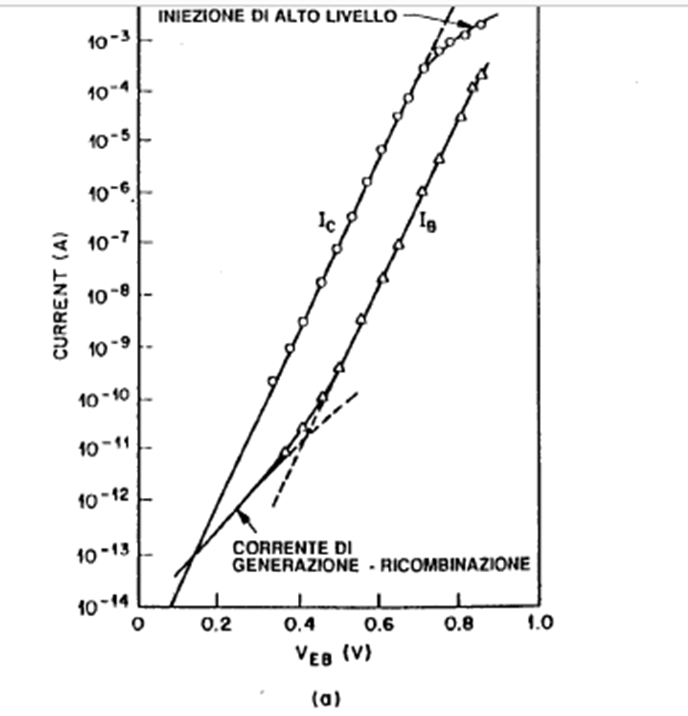 INIEZIONE DI ALTO LIVELLO
10⁻³
10⁻⁴
10⁻⁵
10⁻⁶
10⁻⁷
10⁻⁸
10⁻⁹
10⁻¹⁰
10⁻¹¹
10⁻¹²
10⁻¹³
10⁻¹⁴
CURRENT (A)
I_C
I_B
CORRENTE DI
GENERAZIONE - RICOMBINAZIONE
0 0.2 0.4 0.6 0.8 1.0
V_EB (V)
(a)